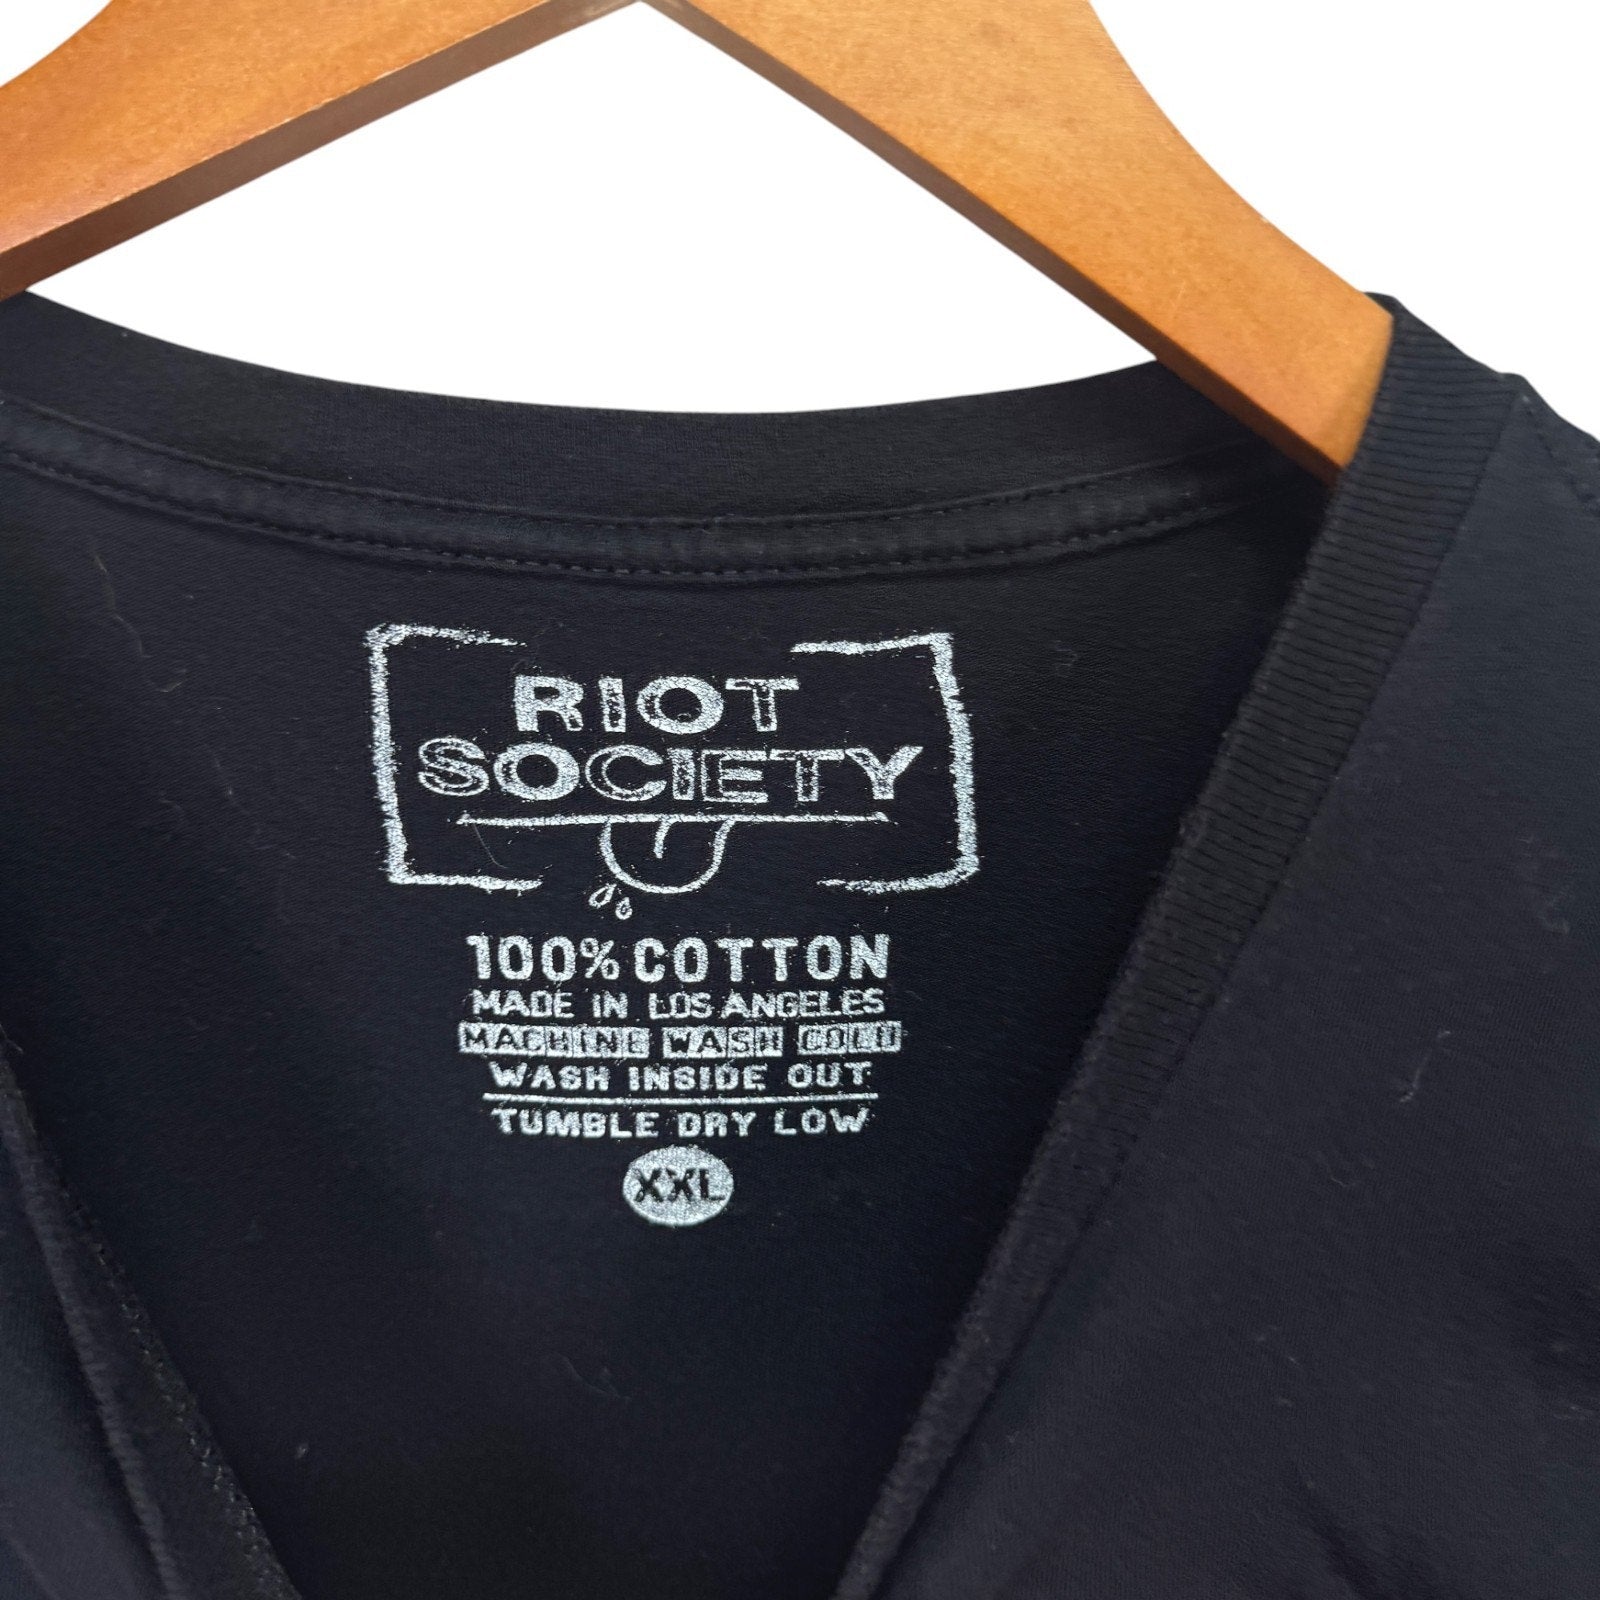 RIOT
SOCIETY
100% COTTON
MADE IN LOS ANGELES
MACHINE WASH COLD
WASH INSIDE OUT
TUMBLE DRY LOW
XXL